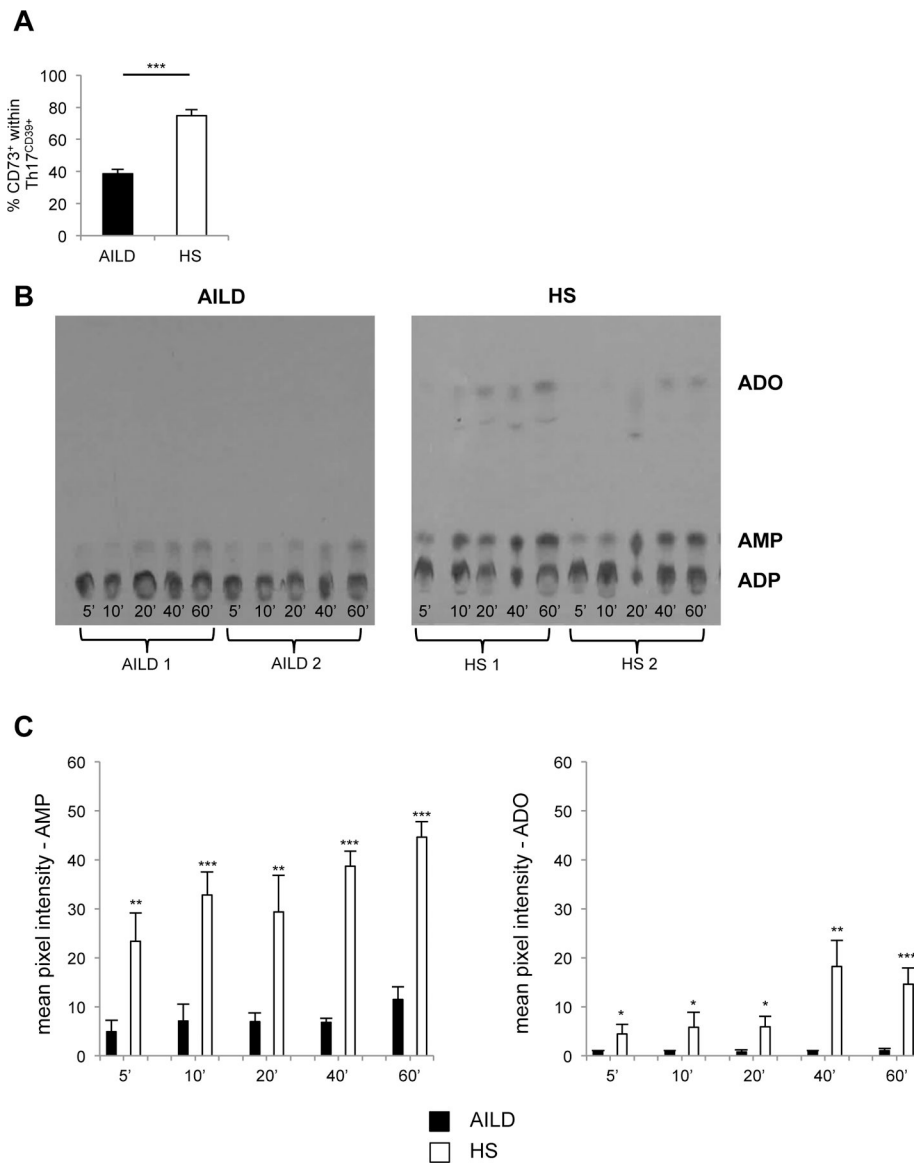 A
***
100
80
60
40
20
0
% CD73+ within
Th17CD39+
AILD HS
B
AILD HS
ADO
AMP
ADP
5’ 10’ 20’ 40’ 60’ 5’ 10’ 20’ 40’ 60’
5’ 10’ 20’ 40’ 60’ 5’ 10’ 20’ 40’ 60’
AILD 1 AILD 2 HS 1 HS 2
C
60
50
40
30
20
10
0
mean pixel intensity - AMP
** *** ** *** ***
5’ 10’ 20’ 40’ 60’
60
50
40
30
20
10
0
mean pixel intensity - ADO
* * * ** ***
5’ 10’ 20’ 40’ 60’
AILD
HS